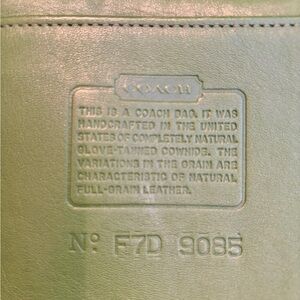 COACH
THIS IS A COACH BAG. IT WAS
HANDCRAFTED IN THE UNITED
STATES OF COMPLETELY NATURAL
GLOVE-TANNED COWHIDE. THE
VARIATIONS IN THE GRAIN ARE
CHARACTERISTIC OF NATURAL
FULL-GRAIN LEATHER.
Nº F7D 9085